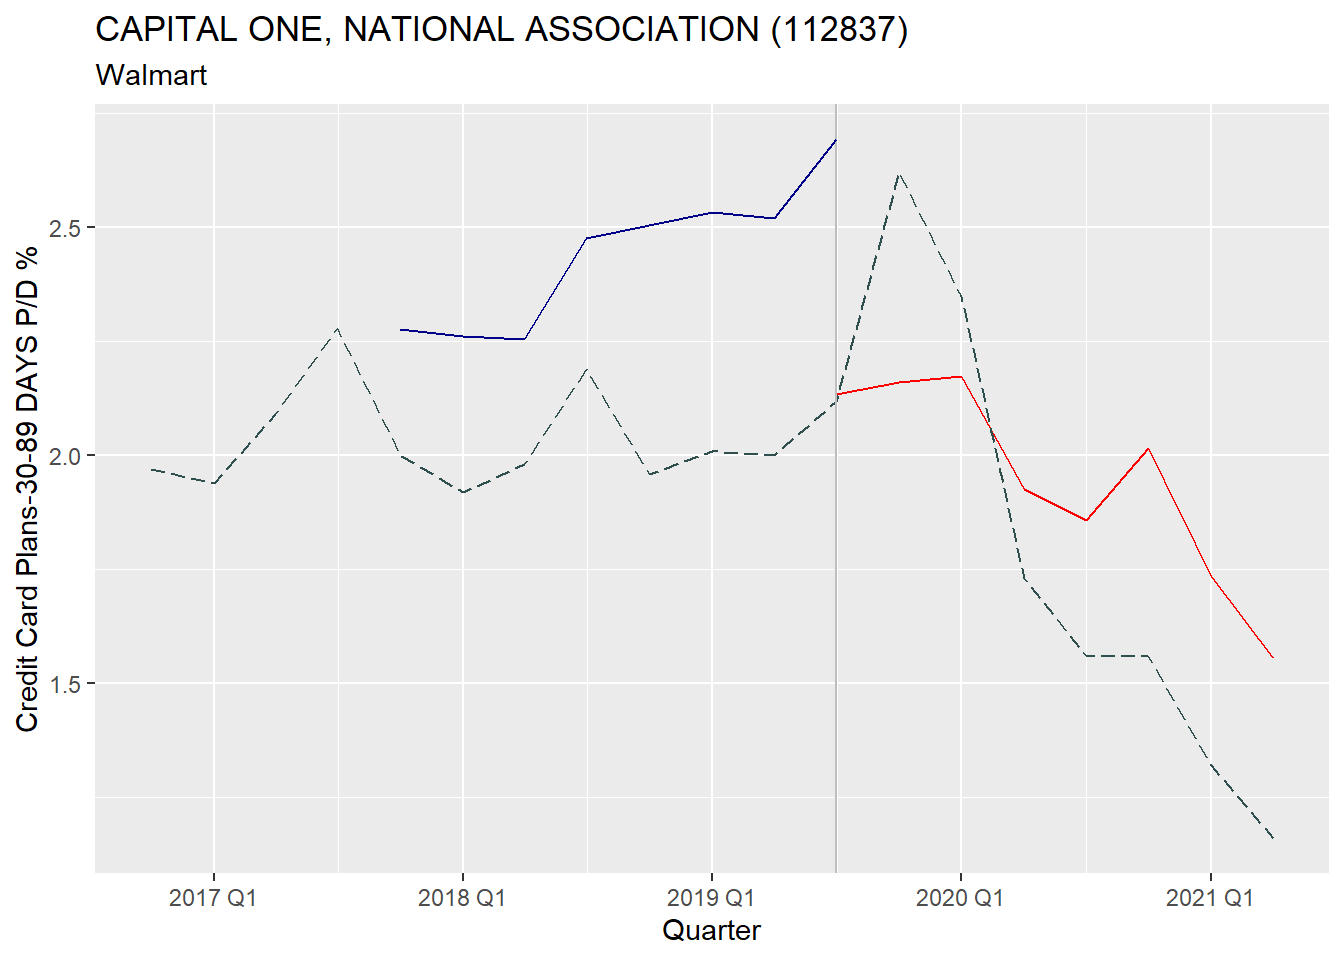 CAPITAL ONE, NATIONAL ASSOCIATION (112837)
Walmart
Credit Card Plans-30-89 DAYS P/D %
2.5
2.0
1.5
2017 Q1
2018 Q1
2019 Q1
2020 Q1
2021 Q1
Quarter